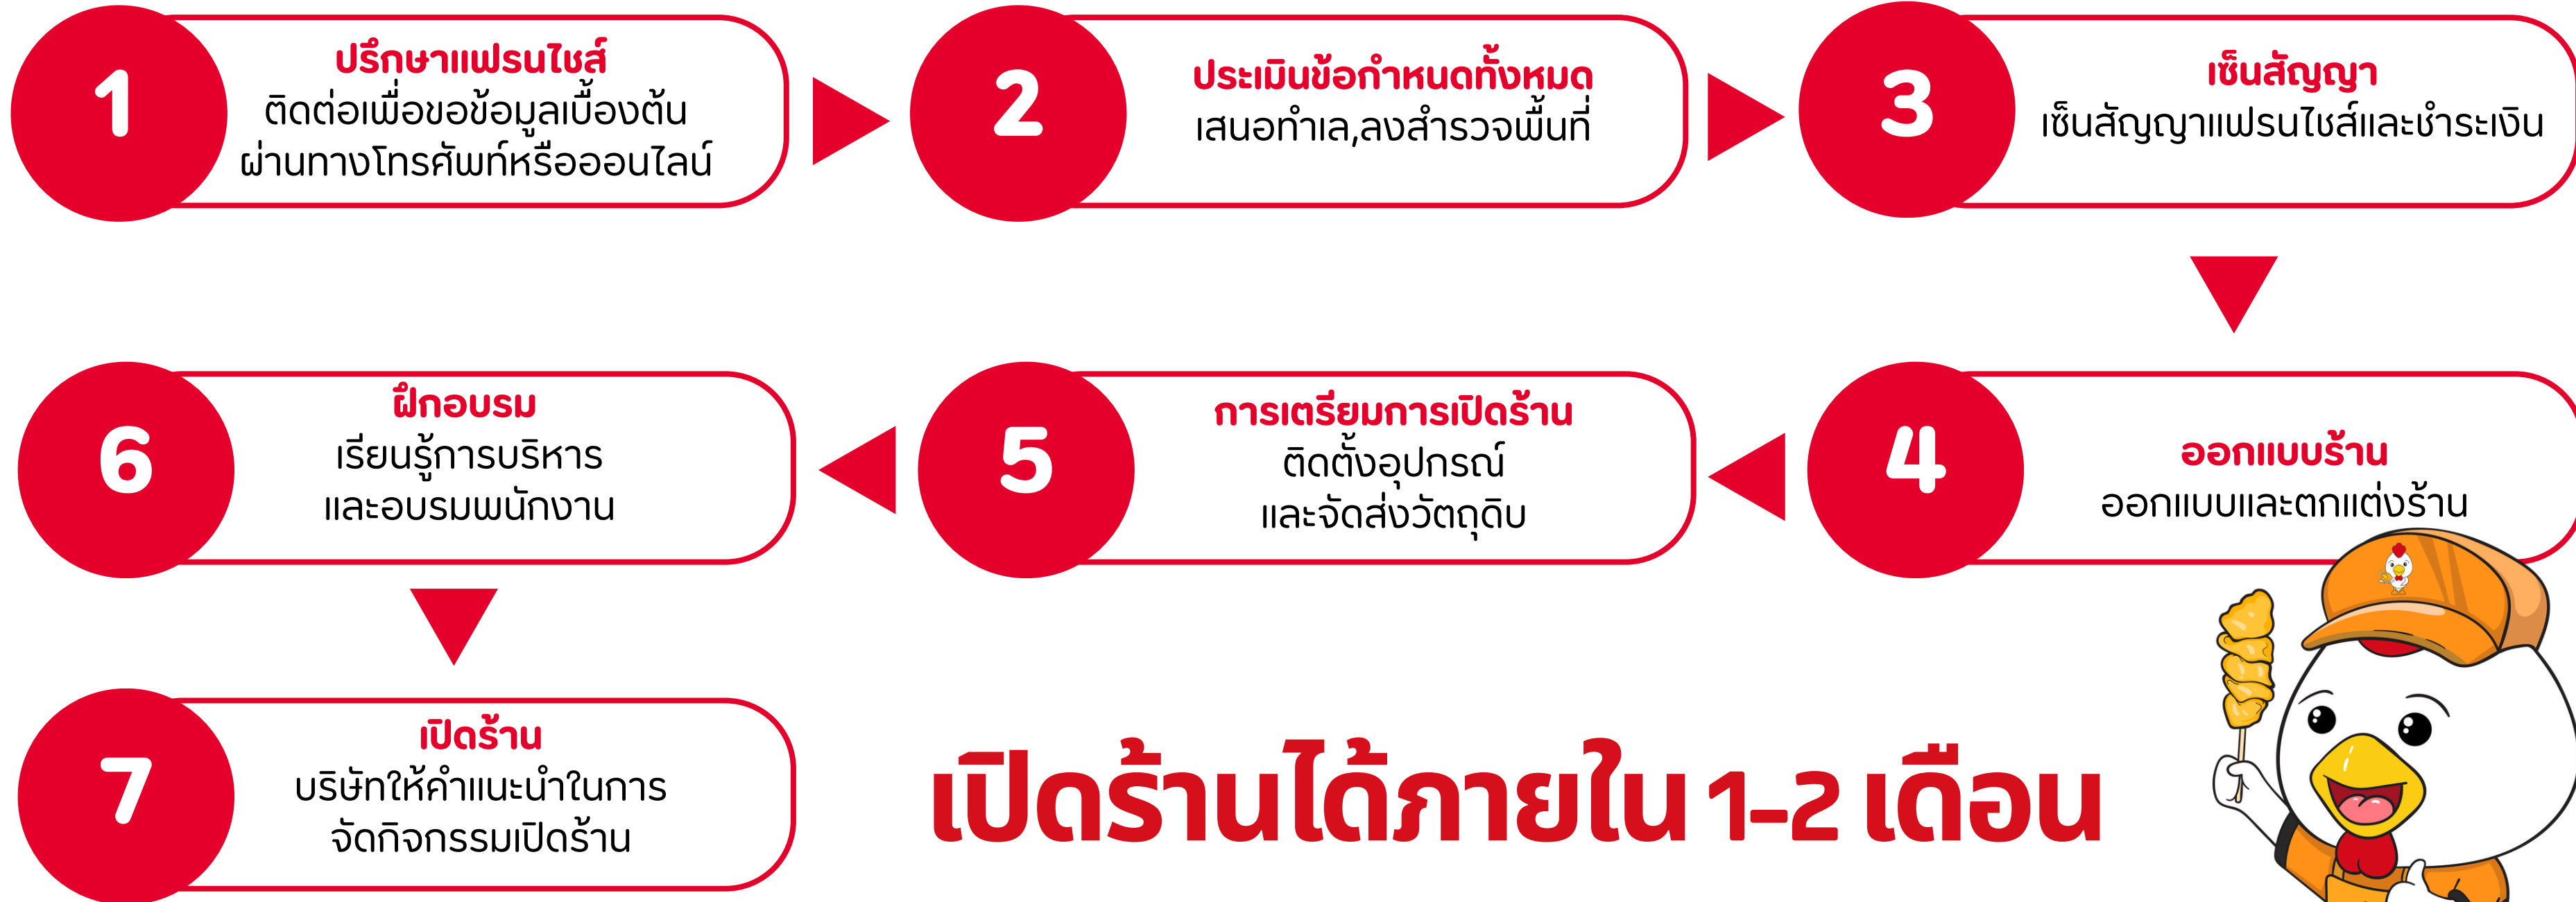 1
ปรึกษาแฟรนไชส์
ติดต่อเพื่อขอข้อมูลเบื้องต้น
ผ่านทางโทรศัพท์หรือออนไลน์
2
ประเมินข้อกำหนดทั้งหมด
เสนอทำเล,ลงสำรวจพื้นที่
3
เซ็นสัญญา
เซ็นสัญญาแฟรนไชส์และชำระเงิน
4
ออกแบบร้าน
ออกแบบและตกแต่งร้าน
5
การเตรียมการเปิดร้าน
ติดตั้งอุปกรณ์
และจัดส่งวัตถุดิบ
6
ฝึกอบรม
เรียนรู้การบริหาร
และอบรมพนักงาน
7
เปิดร้าน
บริษัทให้คำแนะนำในการ
จัดกิจกรรมเปิดร้าน
เปิดร้านได้ภายใน 1-2 เดือน